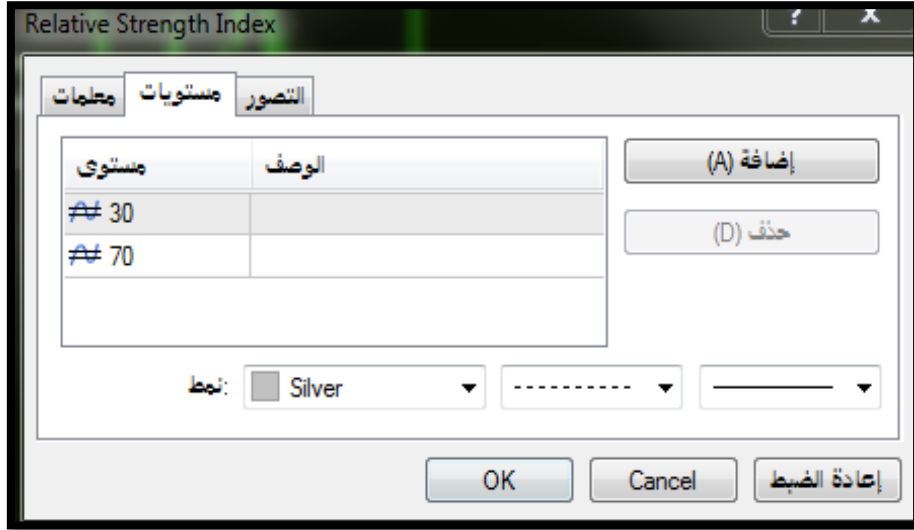 Relative Strength Index
? X
معلمات مستويات التصور
مستوى الوصف
30
70
إضافة (A)
حذف (D)
نمط: Silver
OK Cancel إعادة الضبط